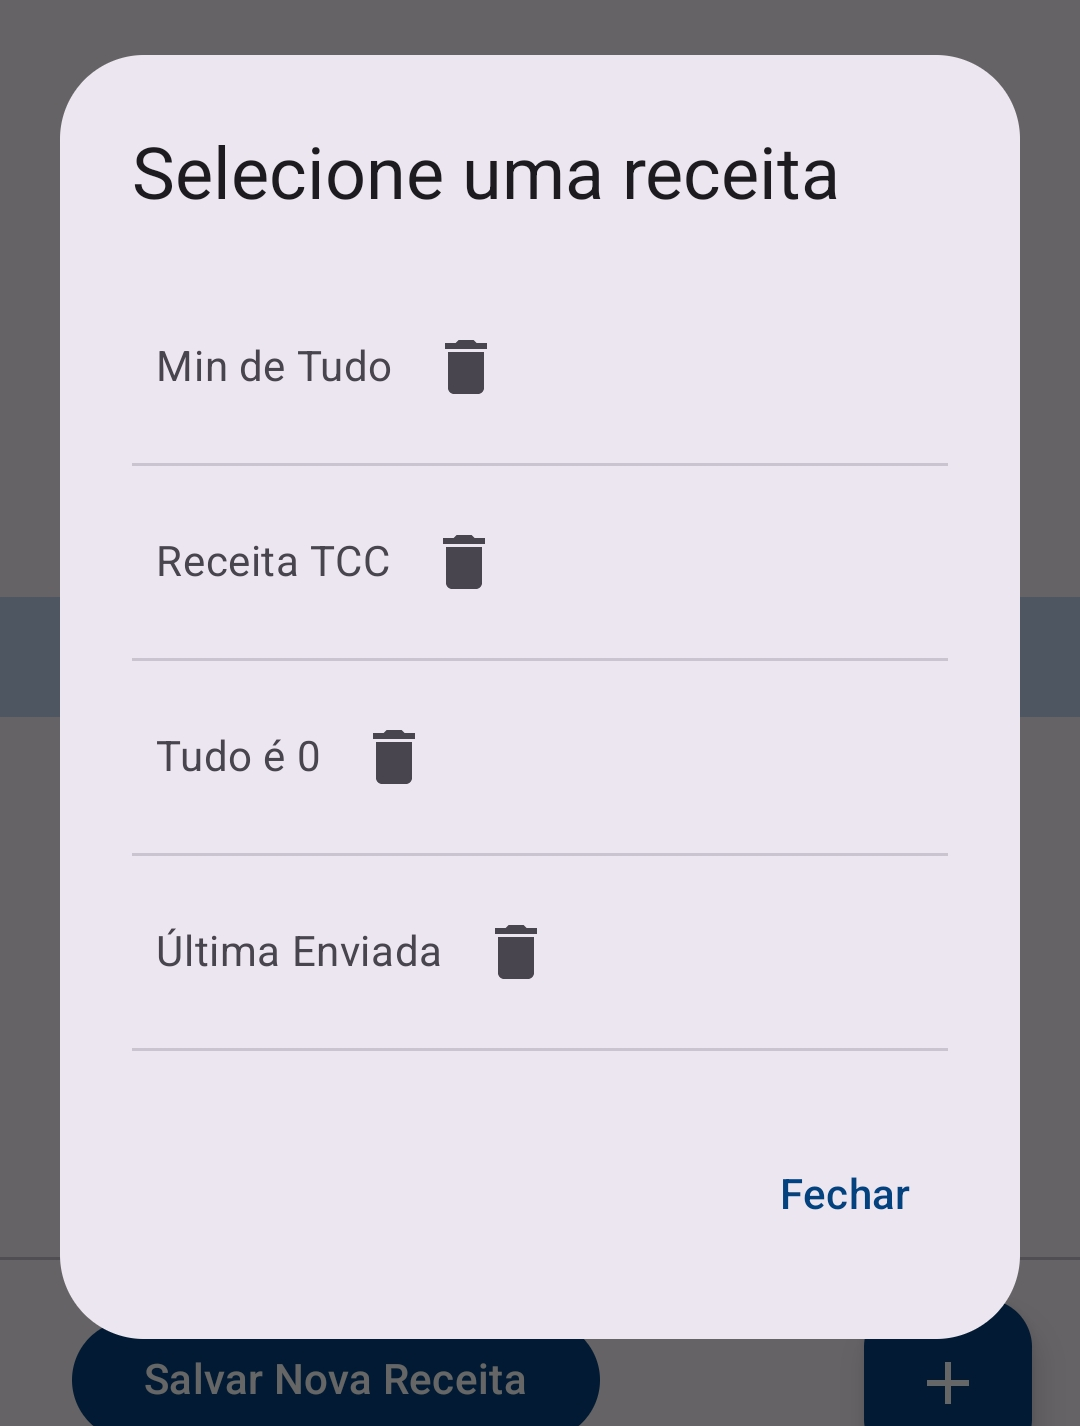 Selecione uma receita
Min de Tudo
Receita TCC
Tudo é 0
Última Enviada
Fechar
Salvar Nova Receita